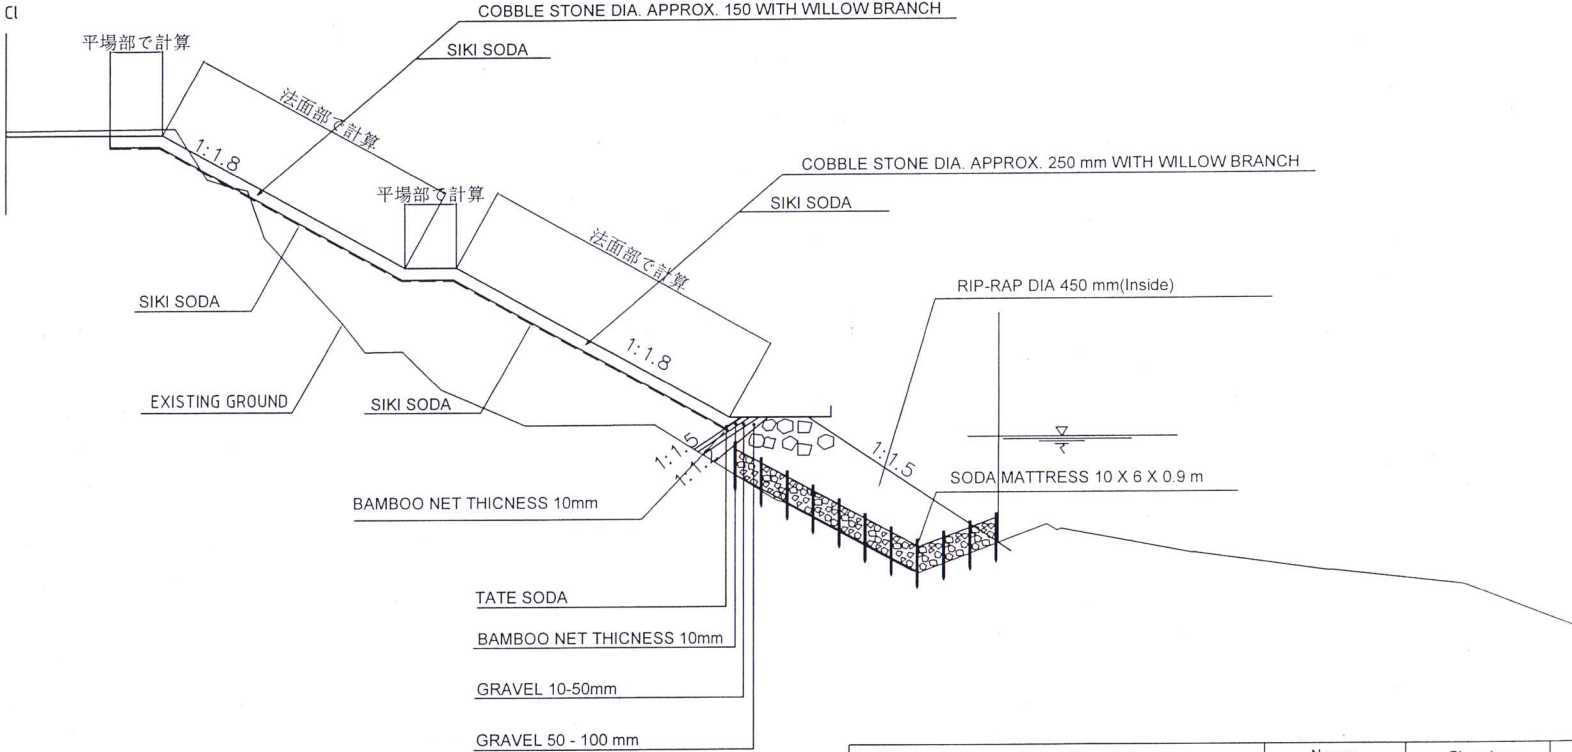 Cl
COBBLE STONE DIA. APPROX. 150 WITH WILLOW BRANCH
平場部で計算
SIKI SODA
法面部で計算
1:1.8
COBBLE STONE DIA. APPROX. 250 mm WITH WILLOW BRANCH
平場部で計算
SIKI SODA
法面部で計算
RIP-RAP DIA 450 mm(Inside)
SIKI SODA
1:1.8
EXISTING GROUND
SIKI SODA
1:1.5
1:1.5
SODA MATTRESS 10 X 6 X 0.9 m
BAMBOO NET THICNESS 10mm
TATE SODA
BAMBOO NET THICNESS 10mm
GRAVEL 10-50mm
GRAVEL 50 - 100 mm